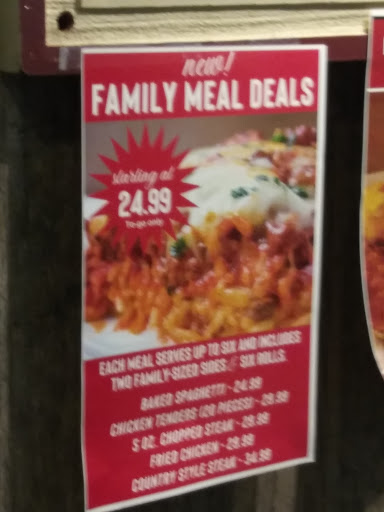 new!
FAMILY MEAL DEALS
starting at
24.99
To-go only
EACH MEAL SERVES UP TO SIX AND INCLUDES
TWO FAMILY-SIZED SIDES & SIX ROLLS.
BAKED SPAGHETTI - 24.99
CHICKEN TENDERS (20 PIECES) - 29.99
5 OZ. CHOPPED STEAK - 29.99
FRIED CHICKEN - 29.99
COUNTRY STYLE STEAK - 34.99